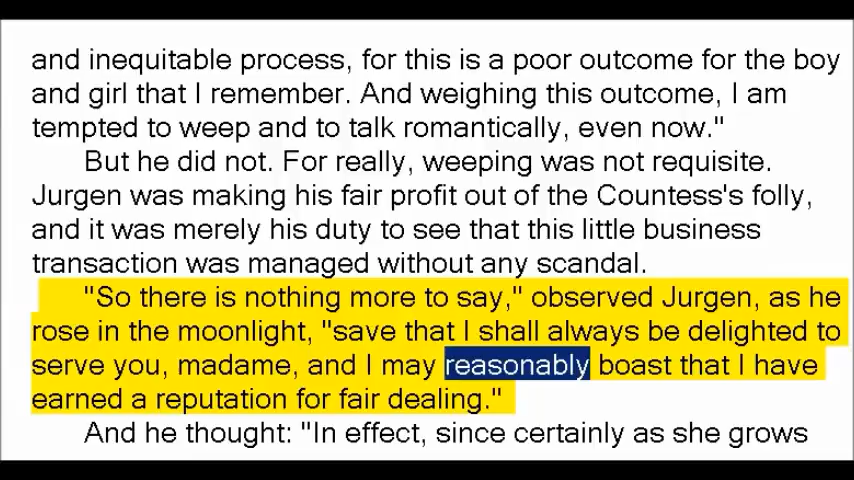 and inequitable process, for this is a poor outcome for the boy
and girl that I remember. And weighing this outcome, I am
tempted to weep and to talk romantically, even now."
But he did not. For really, weeping was not requisite.
Jurgen was making his fair profit out of the Countess's folly,
and it was merely his duty to see that this little business
transaction was managed without any scandal.
"So there is nothing more to say," observed Jurgen, as he
rose in the moonlight, "save that I shall always be delighted to
serve you, madame, and I may reasonably boast that I have
earned a reputation for fair dealing."
And he thought: "In effect, since certainly as she grows